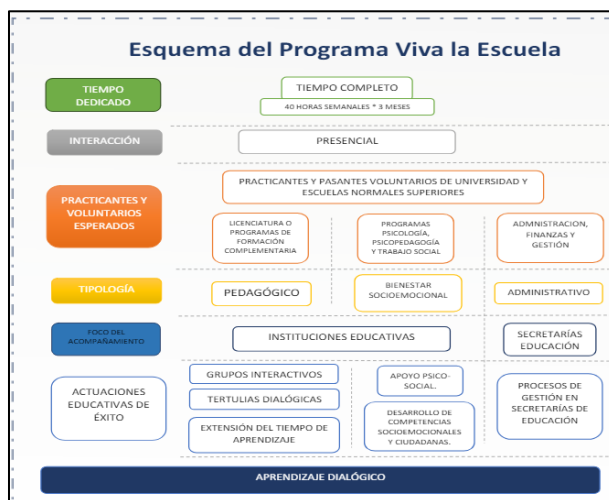 Esquema del Programa Viva la Escuela
TIEMPO
DEDICADO
TIEMPO COMPLETO
40 HORAS SEMANALES * 3 MESES
INTERACCIÓN
PRESENCIAL
PRACTICANTES Y
VOLUNTARIOS
ESPERADOS
PRACTICANTES Y PASANTES VOLUNTARIOS DE UNIVERSIDAD Y
ESCUELAS NORMALES SUPERIORES
LICENCIATURA O
PROGRAMAS DE
FORMACIÓN
COMPLEMENTARIA
PROGRAMAS
PSICOLOGÍA,
PSICOPEDAGOGÍA
Y TRABAJO SOCIAL
ADMINISTRACION,
FINANZAS Y
GESTIÓN
TIPOLOGÍA
PEDAGÓGICO
BIENESTAR
SOCIOEMOCIONAL
ADMINISTRATIVO
FOCO DEL
ACOMPAÑAMIENTO
INSTITUCIONES EDUCATIVAS
SECRETARÍAS
EDUCACIÓN
ACTUACIONES
EDUCATIVAS DE
ÉXITO
GRUPOS INTERACTIVOS
TERTULIAS DIALÓGICAS
EXTENSIÓN DEL TIEMPO DE
APRENDIZAJE
APOYO PSICO-
SOCIAL.
DESARROLLO DE
COMPETENCIAS
SOCIOEMOCIONALES
Y CIUDADANAS.
PROCESOS DE
GESTIÓN EN
SECRETARÍAS DE
EDUCACIÓN
APRENDIZAJE DIALÓGICO